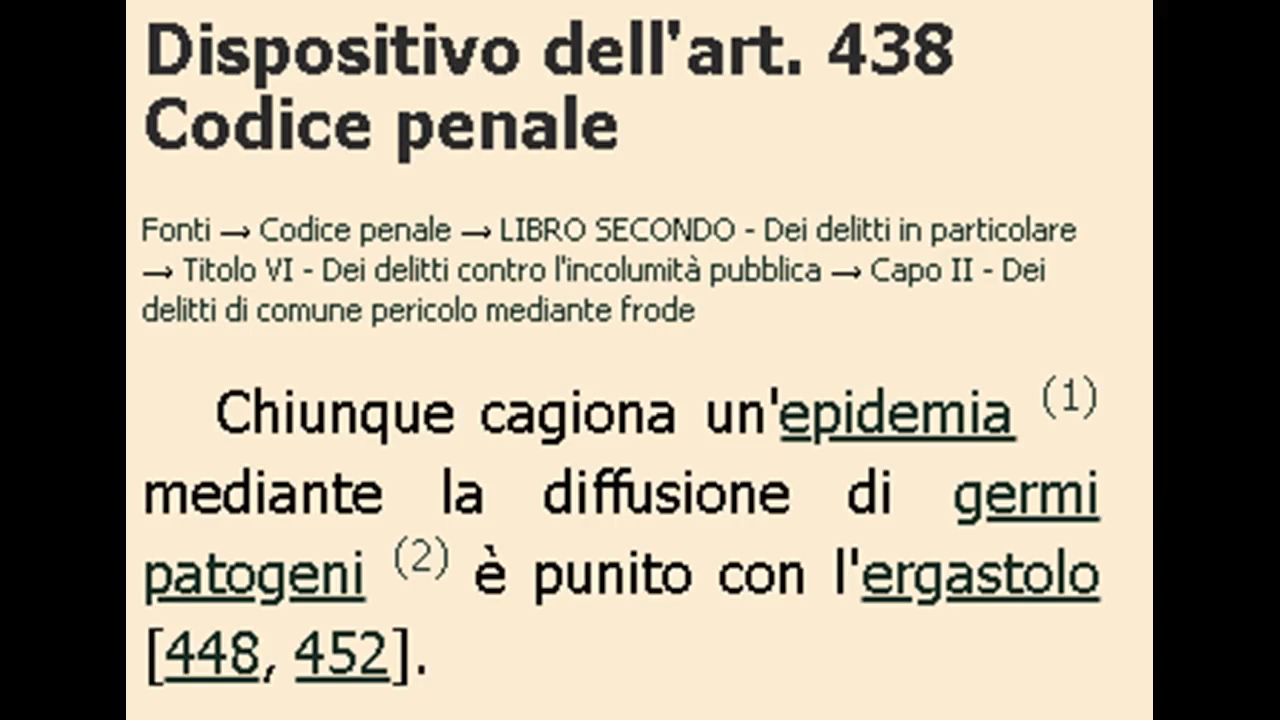 Dispositivo dell'art. 438
Codice penale
Fonti → Codice penale → LIBRO SECONDO - Dei delitti in particolare
→ Titolo VI - Dei delitti contro l'incolumità pubblica → Capo II - Dei
delitti di comune pericolo mediante frode
Chiunque cagiona un'epidemia (1)
mediante la diffusione di germi
patogeni (2) è punito con l'ergastolo
[448, 452].